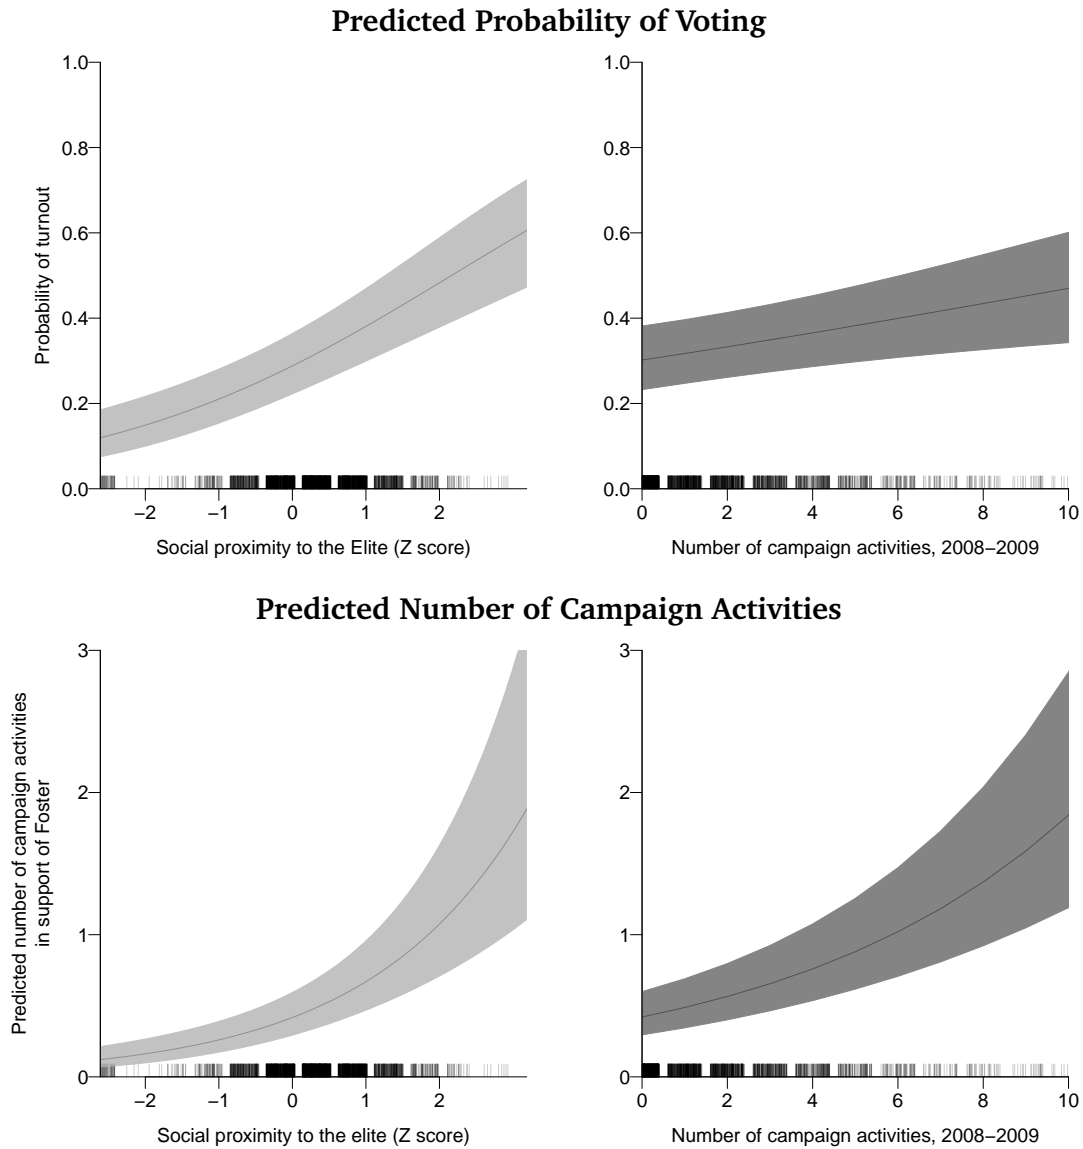 Predicted Probability of Voting
Probability of turnout
1.0
0.8
0.6
0.4
0.2
0.0
−2 −1 0 1 2
Social proximity to the Elite (Z score)
1.0
0.8
0.6
0.4
0.2
0.0
0 2 4 6 8 10
Number of campaign activities, 2008−2009
Predicted Number of Campaign Activities
Predicted number of campaign activities
in support of Foster
3
2
1
0
−2 −1 0 1 2
Social proximity to the elite (Z score)
3
2
1
0
0 2 4 6 8 10
Number of campaign activities, 2008−2009